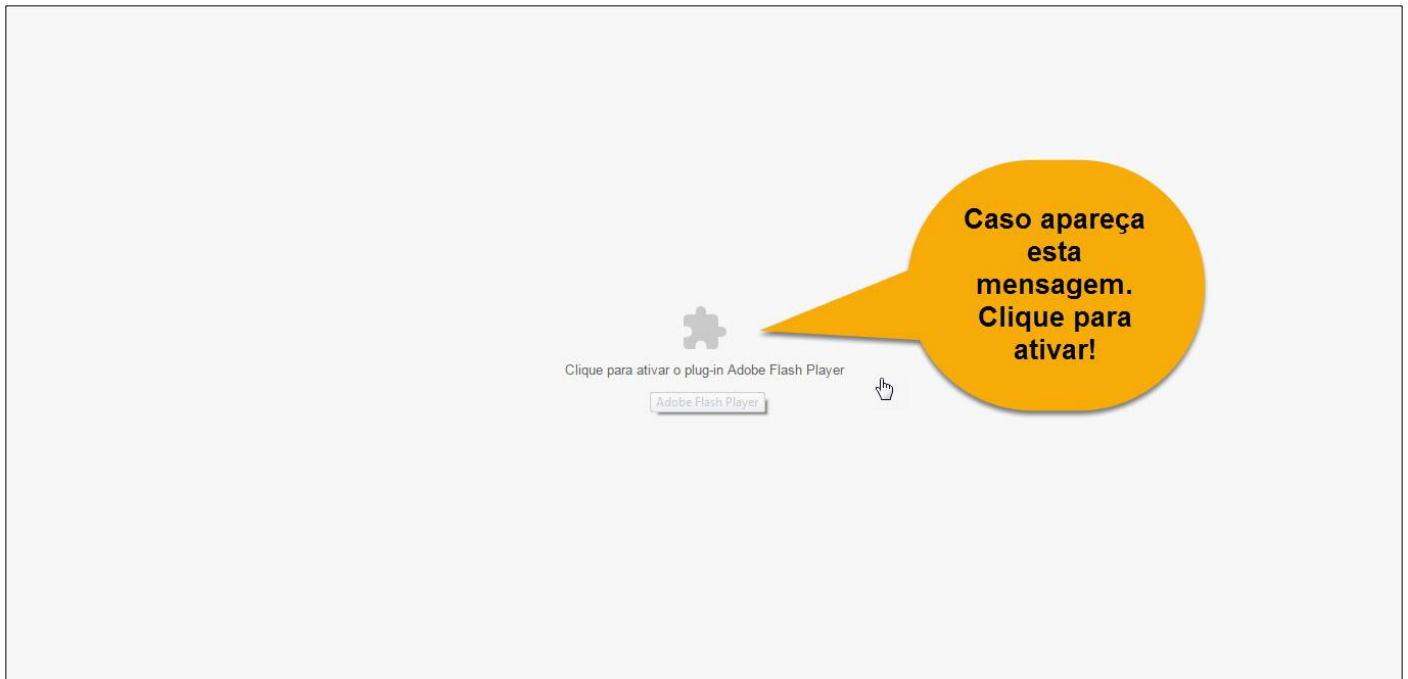 Caso apareça
esta
mensagem.
Clique para
ativar!
Clique para ativar o plug-in Adobe Flash Player
Adobe Flash Player